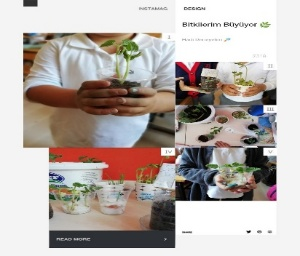 INSTAMAG
DESIGN
Bitkilerim Büyüyor 🌿
I
II
III
IV
V
READ MORE